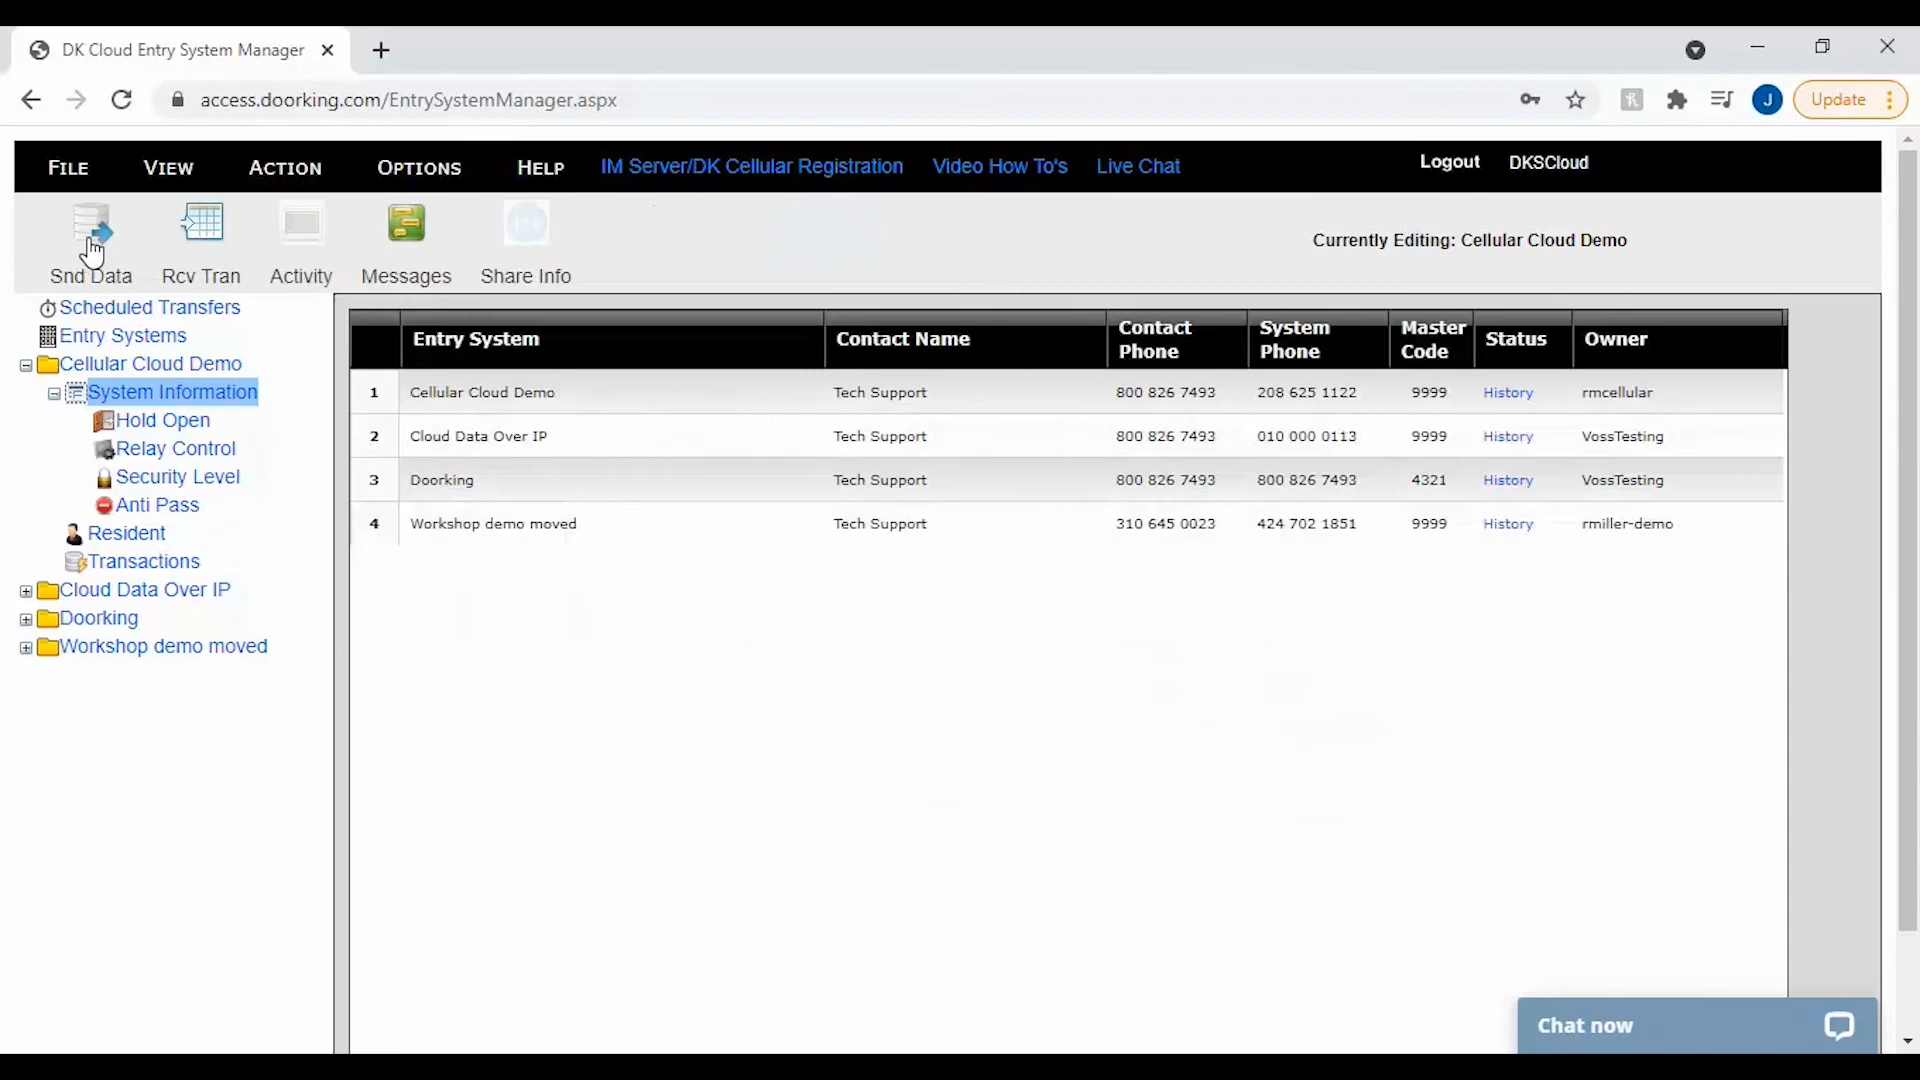 DK Cloud Entry System Manager
access.doorking.com/EntrySystemManager.aspx
J
Update
FILE VIEW ACTION OPTIONS HELP IM Server/DK Cellular Registration Video How To's Live Chat Logout DKSCloud
Snd Data Rcv Tran Activity Messages Share Info
Currently Editing: Cellular Cloud Demo
Scheduled Transfers
Entry Systems
Cellular Cloud Demo
System Information
Hold Open
Relay Control
Security Level
Anti Pass
Resident
Transactions
Cloud Data Over IP
Doorking
Workshop demo moved
Entry System Contact Name Contact Phone System Phone Master Code Status Owner
1 Cellular Cloud Demo Tech Support 800 826 7493 208 625 1122 9999 History rmcellular
2 Cloud Data Over IP Tech Support 800 826 7493 010 000 0113 9999 History VossTesting
3 Doorking Tech Support 800 826 7493 800 826 7493 4321 History VossTesting
4 Workshop demo moved Tech Support 310 645 0023 424 702 1851 9999 History rmiller-demo
Chat now